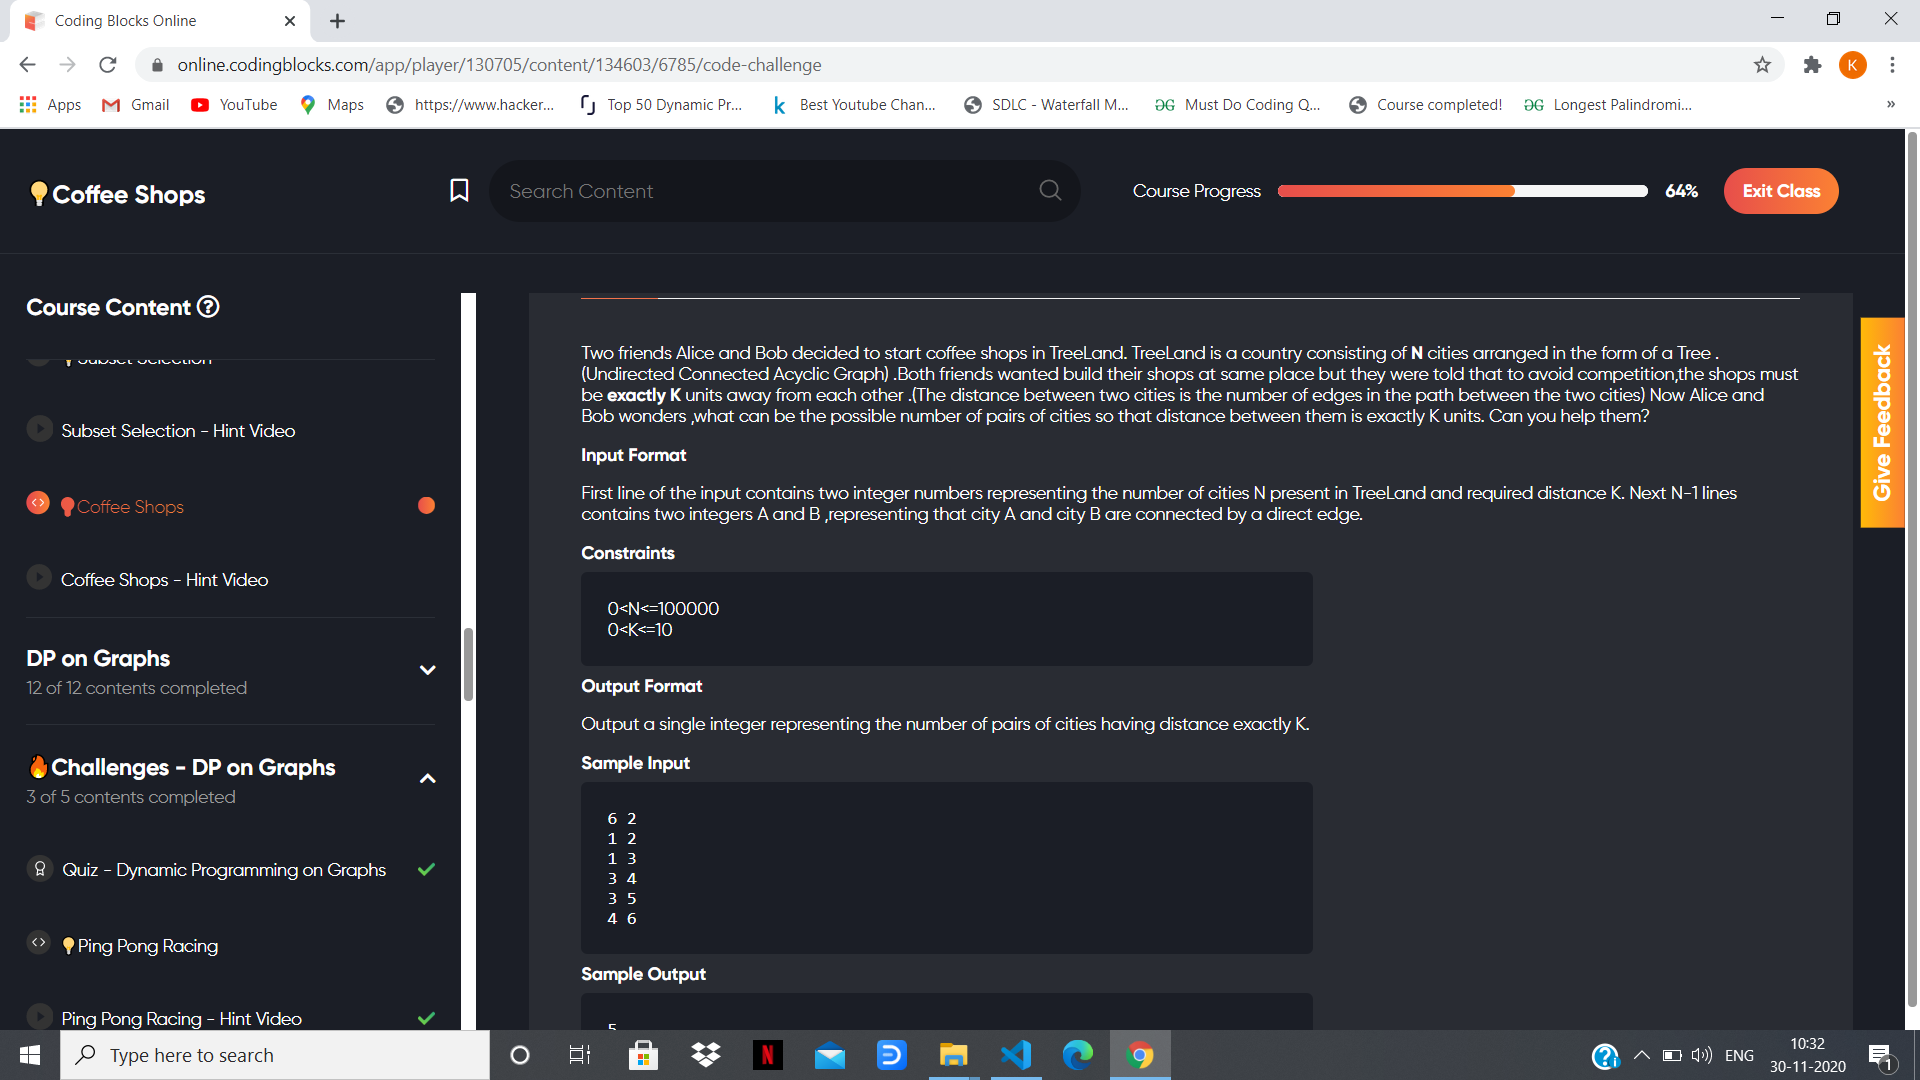 Coding Blocks Online
online.codingblocks.com/app/player/130705/content/134603/6785/code-challenge
K
Apps Gmail YouTube Maps https://www.hacker... Top 50 Dynamic Pr... Best Youtube Chan... SDLC - Waterfall M... Must Do Coding Q... Course completed! Longest Palindromi... »
Coffee Shops
Search Content
Course Progress 64% Exit Class
Course Content
Subset Selection
Subset Selection - Hint Video
Coffee Shops
Coffee Shops - Hint Video
DP on Graphs
12 of 12 contents completed
Challenges - DP on Graphs
3 of 5 contents completed
Quiz - Dynamic Programming on Graphs
Ping Pong Racing
Ping Pong Racing - Hint Video
Two friends Alice and Bob decided to start coffee shops in TreeLand. TreeLand is a country consisting of N cities arranged in the form of a Tree .
(Undirected Connected Acyclic Graph) .Both friends wanted build their shops at same place but they were told that to avoid competition,the shops must
be exactly K units away from each other .(The distance between two cities is the number of edges in the path between the two cities) Now Alice and
Bob wonders ,what can be the possible number of pairs of cities so that distance between them is exactly K units. Can you help them?
Input Format
First line of the input contains two integer numbers representing the number of cities N present in TreeLand and required distance K. Next N-1 lines
contains two integers A and B ,representing that city A and city B are connected by a direct edge.
Constraints
0<N<=100000
0<K<=10
Output Format
Output a single integer representing the number of pairs of cities having distance exactly K.
Sample Input
6 2
1 2
1 3
3 4
3 5
4 6
Sample Output
5
Give Feedback
Type here to search
ENG
10:32
30-11-2020
1